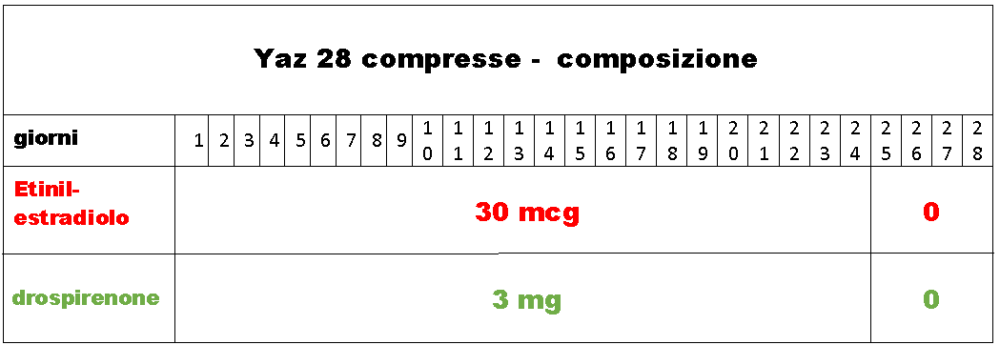 Yaz 28 compresse - composizione
giorni 1 2 3 4 5 6 7 8 9 10 11 12 13 14 15 16 17 18 19 20 21 22 23 24 25 26 27 28
Etinil-
estradiolo
30 mcg 0
drospirenone 3 mg 0